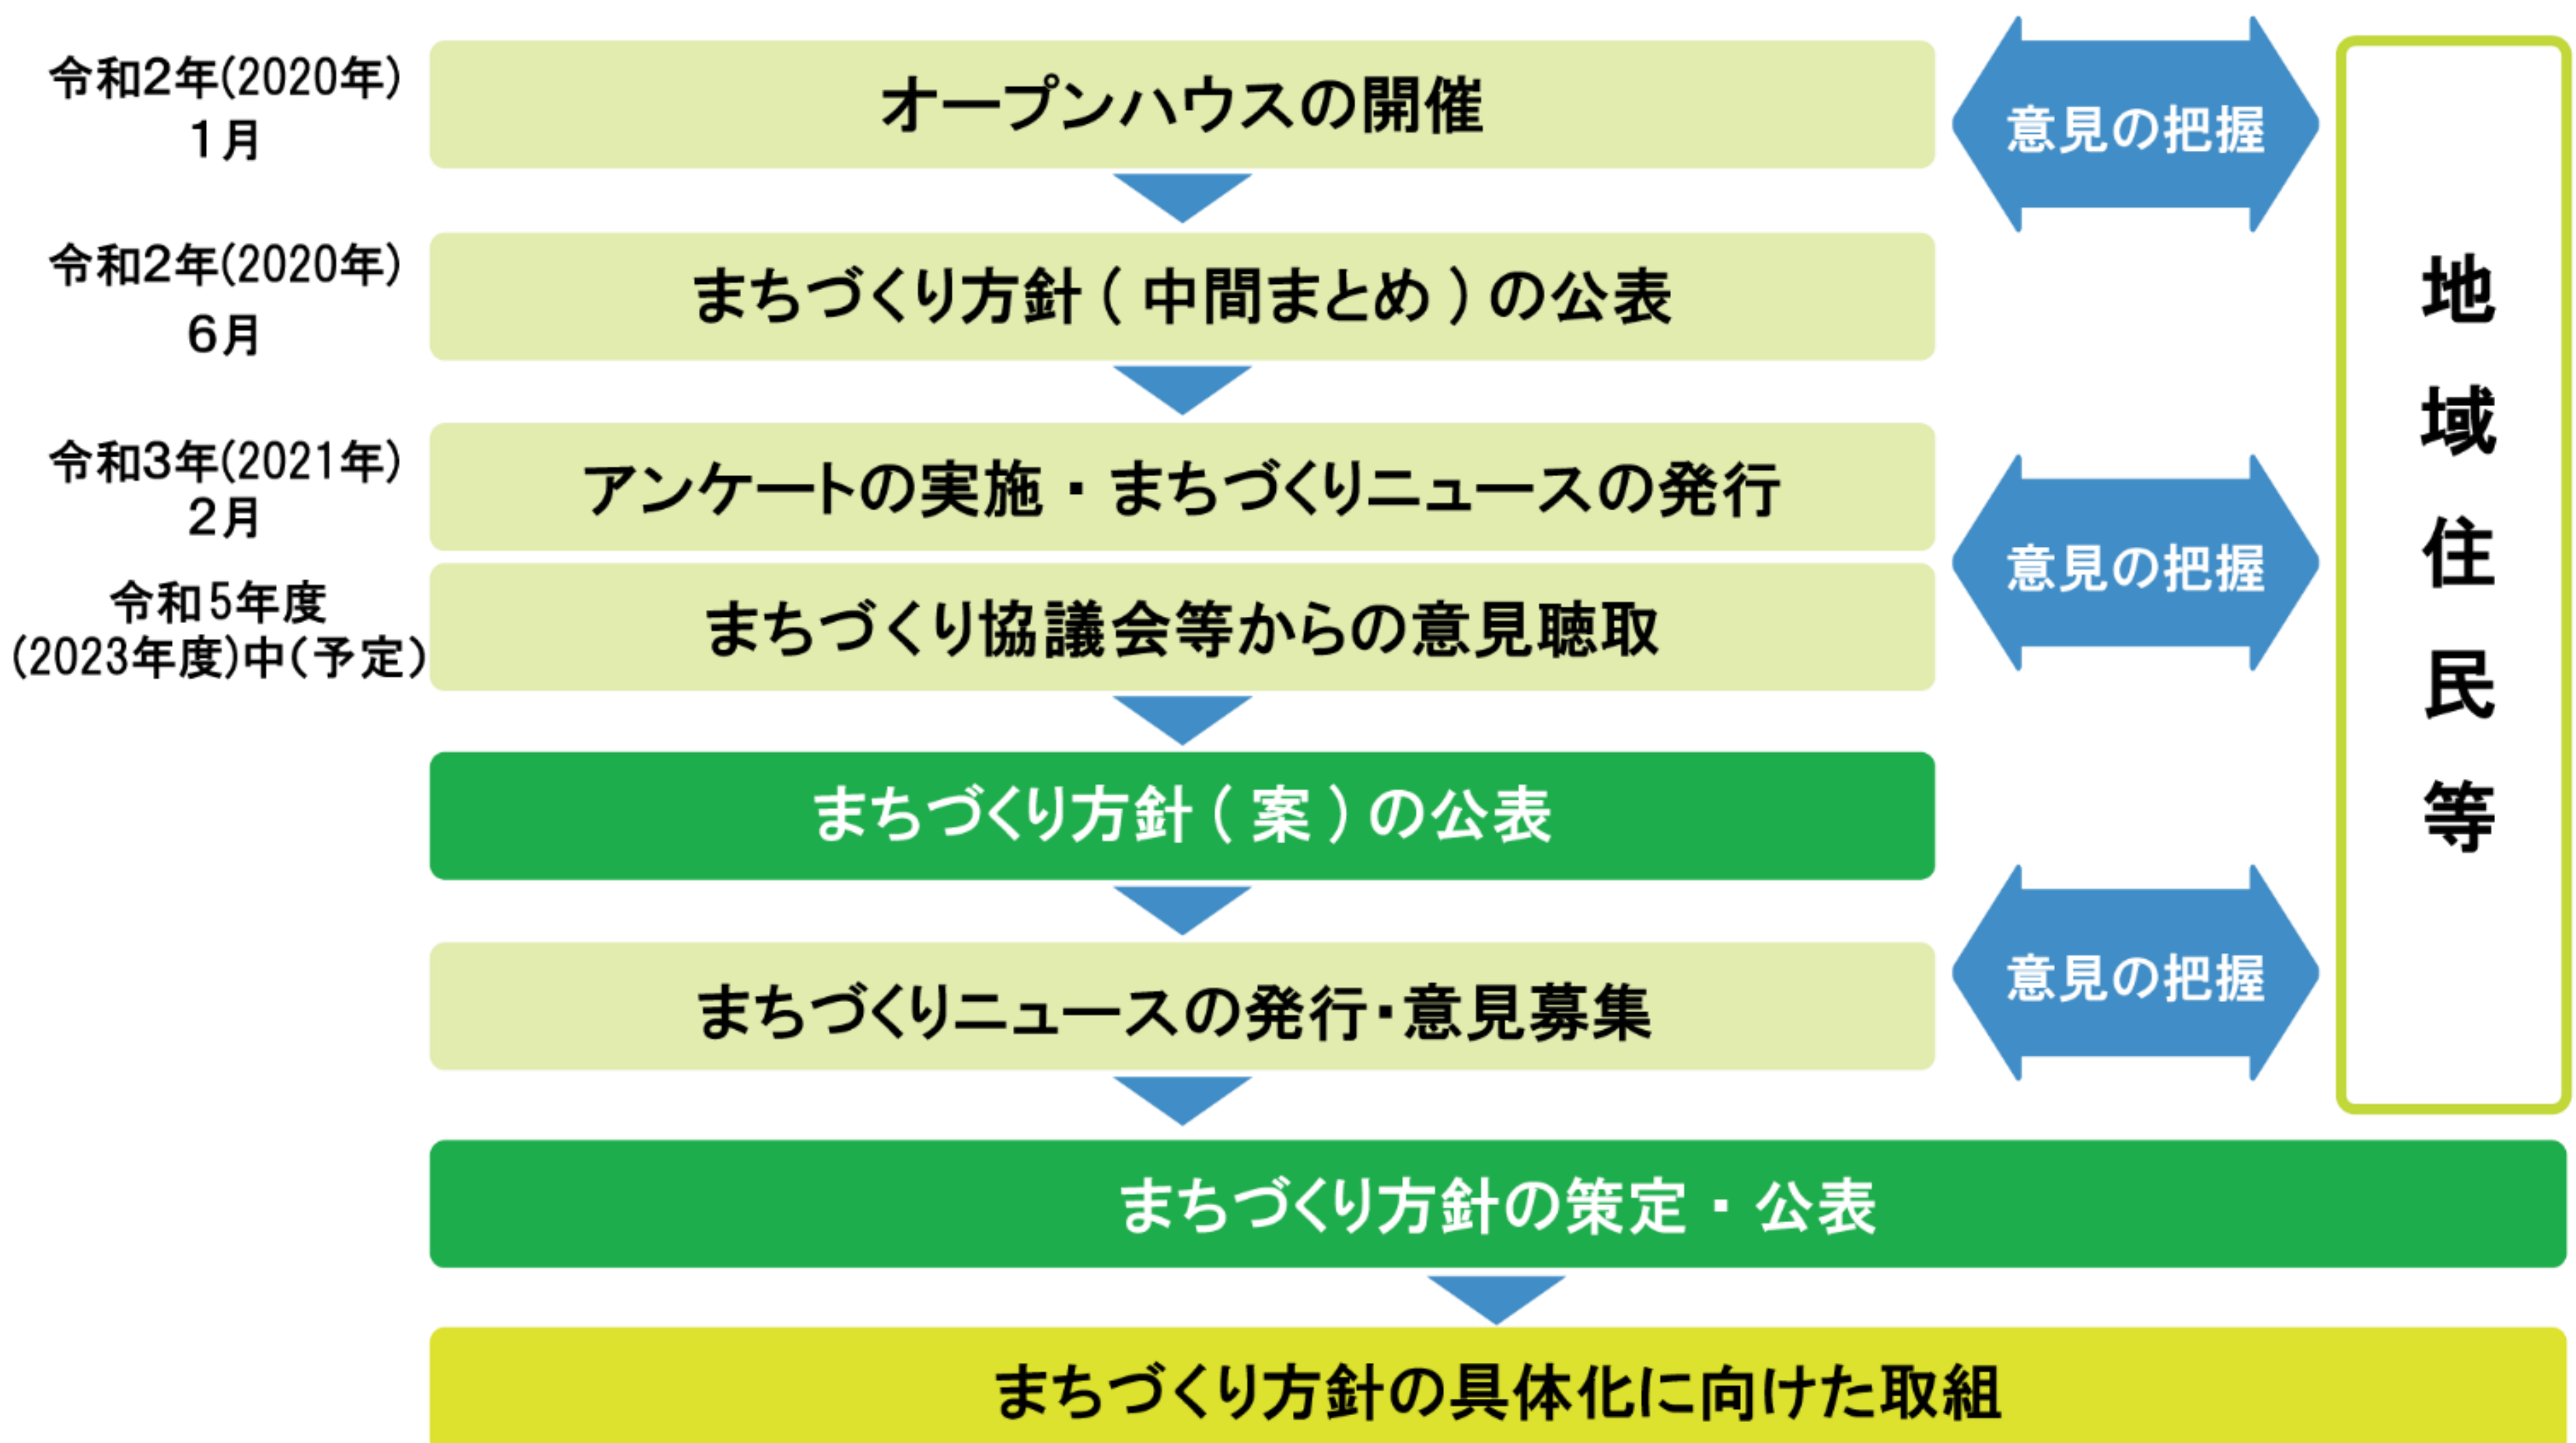 令和2年(2020年)
1月
オープンハウスの開催
意見の把握
令和2年(2020年)
6月
まちづくり方針(中間まとめ)の公表
令和3年(2021年)
2月
アンケートの実施・まちづくりニュースの発行
令和5年度
(2023年度)中(予定)
まちづくり協議会等からの意見聴取
意見の把握
まちづくり方針(案)の公表
まちづくりニュースの発行・意見募集
意見の把握
地域住民等
まちづくり方針の策定・公表
まちづくり方針の具体化に向けた取組